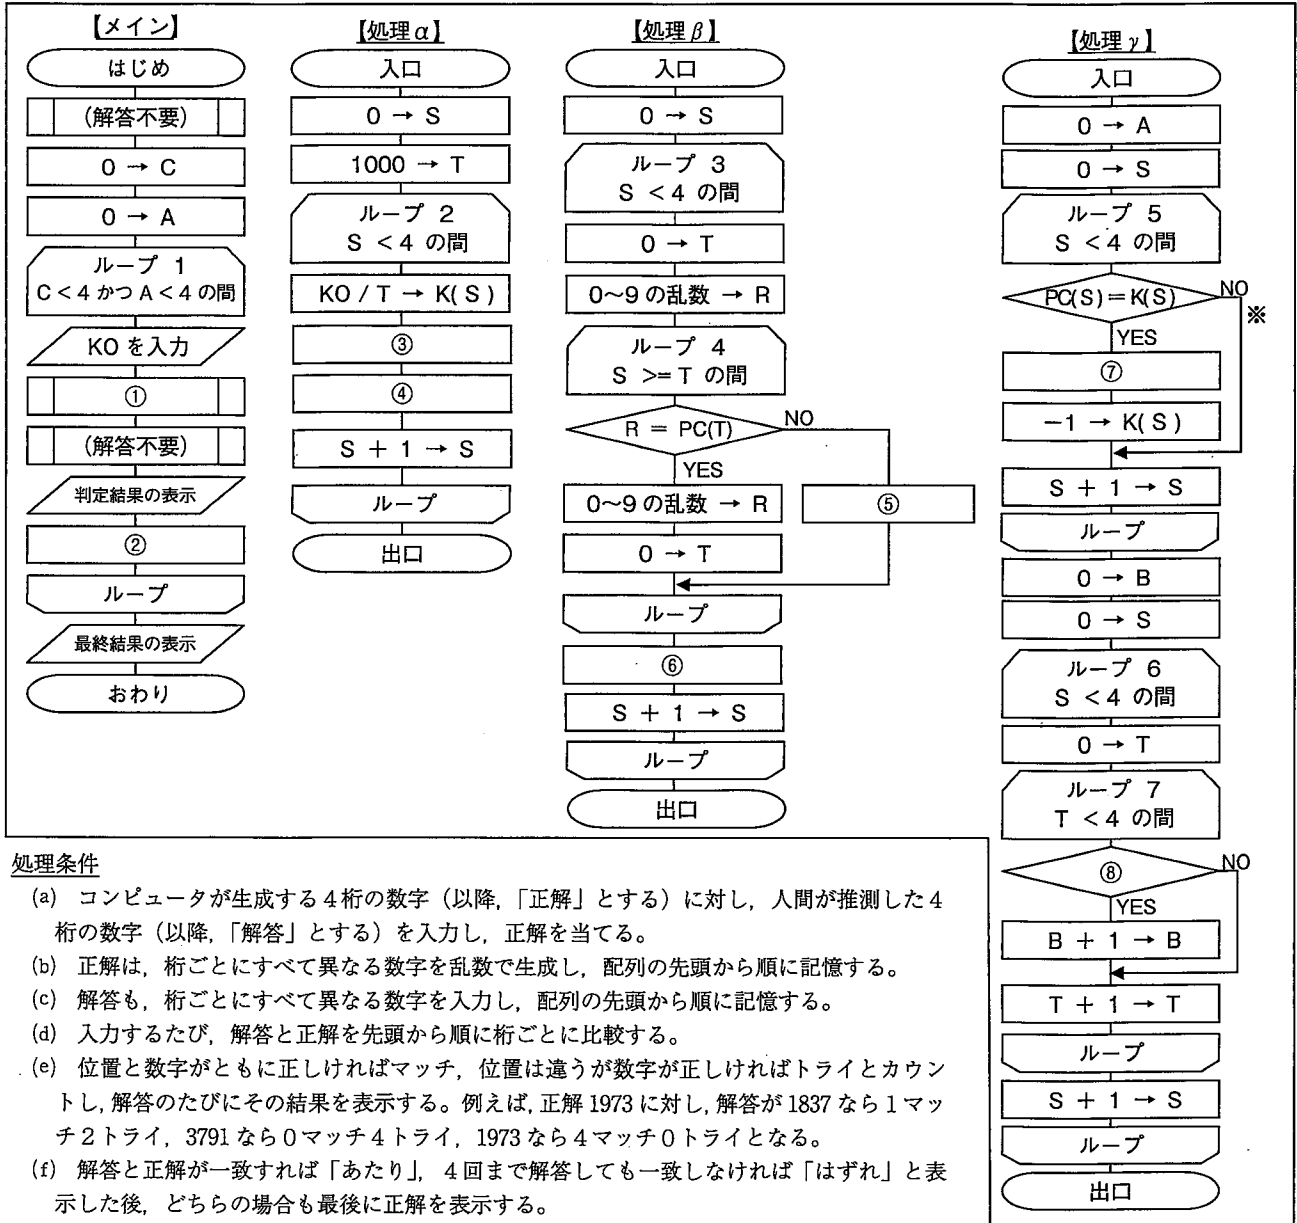 【メイン】
はじめ
(解答不要)
0 → C
0 → A
ループ 1
C < 4 かつ A < 4 の間
KO を入力
①
(解答不要)
判定結果の表示
②
ループ
最終結果の表示
おわり
【処理α】
入口
0 → S
1000 → T
ループ 2
S < 4 の間
KO / T → K( S )
③
④
S + 1 → S
ループ
出口
【処理β】
入口
0 → S
ループ 3
S < 4 の間
0 → T
0～9 の乱数 → R
ループ 4
S >= T の間
R = PC(T)
NO
YES
0～9 の乱数 → R
⑤
0 → T
ループ
⑥
S + 1 → S
ループ
出口
【処理γ】
入口
0 → A
0 → S
ループ 5
S < 4 の間
PC(S) = K(S)
NO
※
YES
⑦
-1 → K( S )
S + 1 → S
ループ
0 → B
0 → S
ループ 6
S < 4 の間
0 → T
ループ 7
T < 4 の間
⑧
NO
YES
B + 1 → B
T + 1 → T
ループ
S + 1 → S
ループ
出口
処理条件
(a) コンピュータが生成する4桁の数字（以降，「正解」とする）に対し，人間が推測した4
桁の数字（以降，「解答」とする）を入力し，正解を当てる。
(b) 正解は，桁ごとにすべて異なる数字を乱数で生成し，配列の先頭から順に記憶する。
(c) 解答も，桁ごとにすべて異なる数字を入力し，配列の先頭から順に記憶する。
(d) 入力するたび，解答と正解を先頭から順に桁ごとに比較する。
(e) 位置と数字がともに正しければマッチ，位置は違うが数字が正しければトライとカウン
トし，解答のたびにその結果を表示する。例えば，正解 1973 に対し，解答が 1837 なら1マッ
チ2トライ，3791 なら0マッチ4トライ，1973 なら4マッチ0トライとなる。
(f) 解答と正解が一致すれば「あたり」，4回まで解答しても一致しなければ「はずれ」と表
示した後，どちらの場合も最後に正解を表示する。